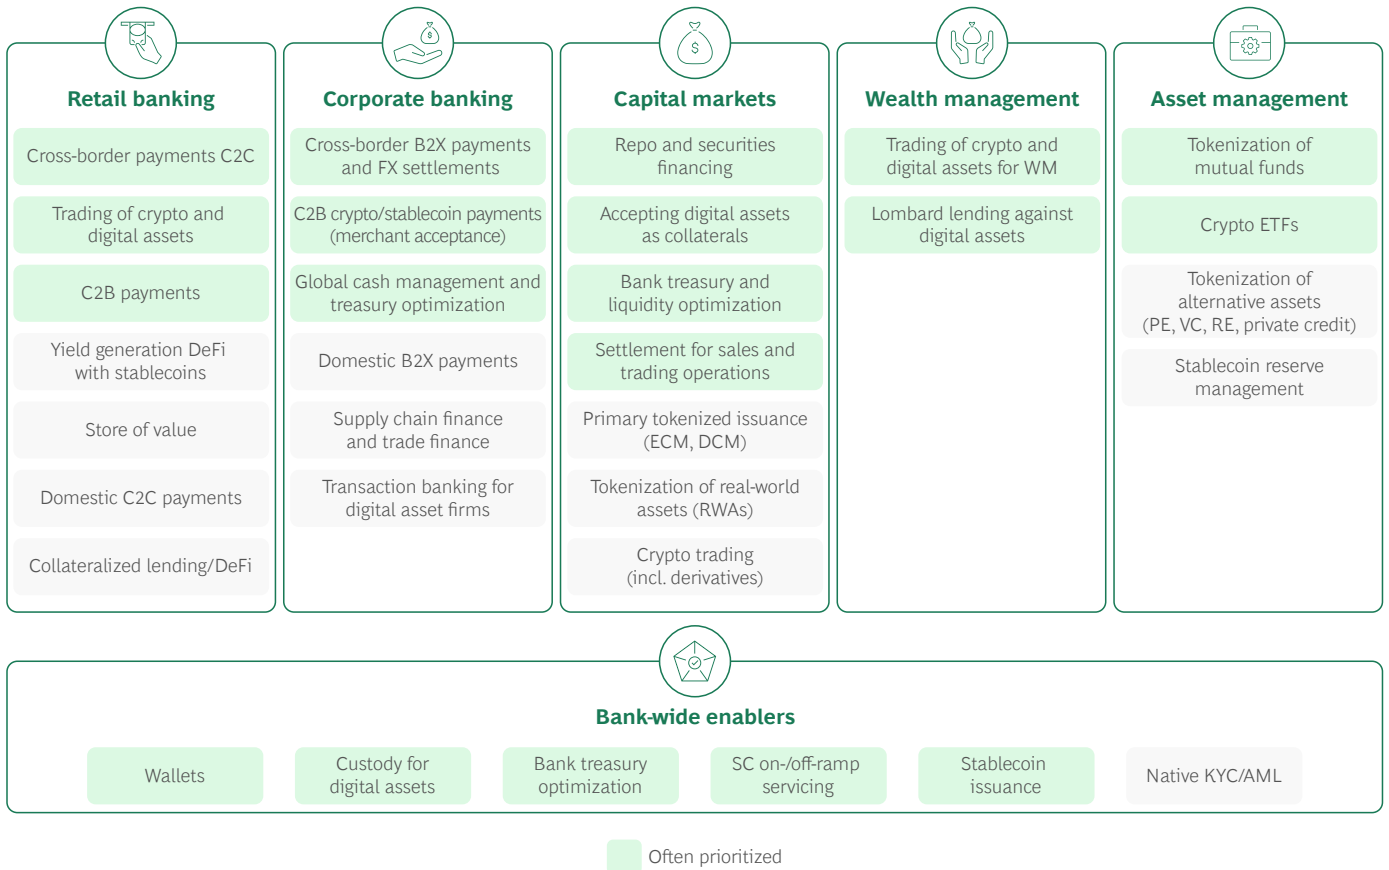 Retail banking
Cross-border payments C2C
Trading of crypto and
digital assets
C2B payments
Yield generation DeFi
with stablecoins
Store of value
Domestic C2C payments
Collateralized lending/DeFi
Corporate banking
Cross-border B2X payments
and FX settlements
C2B crypto/stablecoin payments
(merchant acceptance)
Global cash management and
treasury optimization
Domestic B2X payments
Supply chain finance
and trade finance
Transaction banking for
digital asset firms
$
$
Capital markets
Repo and securities
financing
Accepting digital assets
as collaterals
Bank treasury and
liquidity optimization
Settlement for sales and
trading operations
Primary tokenized issuance
(ECM, DCM)
Tokenization of real-world
assets (RWAs)
Crypto trading
(incl. derivatives)
Wealth management
Trading of crypto and
digital assets for WM
Lombard lending against
digital assets
Asset management
Tokenization of
mutual funds
Crypto ETFs
Tokenization of
alternative assets
(PE, VC, RE, private credit)
Stablecoin reserve
management
Bank-wide enablers
Wallets
Custody for
digital assets
Bank treasury
optimization
SC on-/off-ramp
servicing
Stablecoin
issuance
Native KYC/AML
Often prioritized